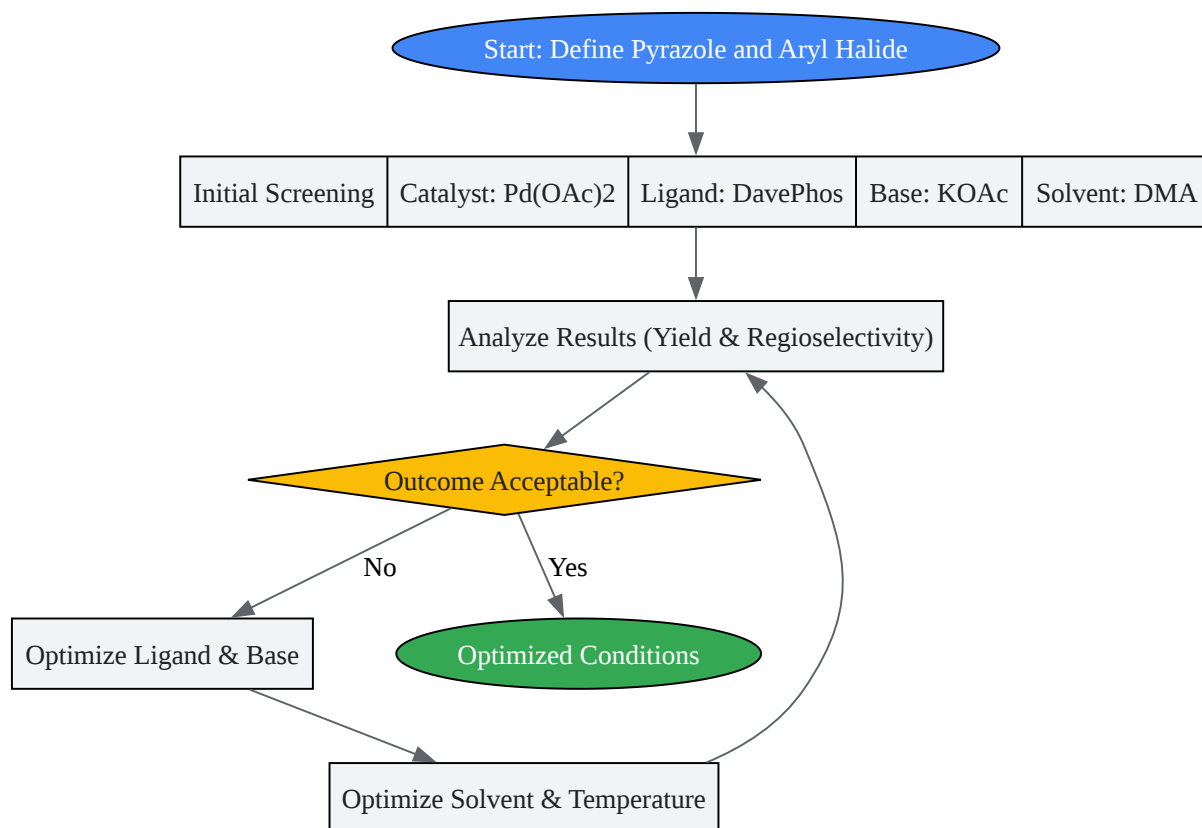 Start: Define Pyrazole and Aryl Halide
Initial Screening
Catalyst: Pd(OAc)2
Ligand: DavePhos
Base: KOAc
Solvent: DMA
Analyze Results (Yield & Regioselectivity)
Outcome Acceptable?
No
Yes
Optimize Ligand & Base
Optimized Conditions
Optimize Solvent & Temperature